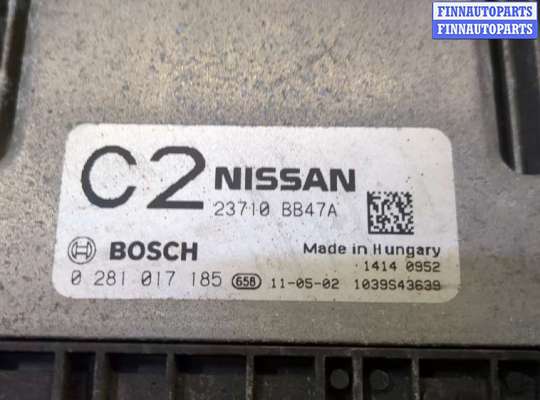 FINNAUTOPARTS
FINNAUTOPARTS
C2 NISSAN
23710 BB47A
BOSCH Made in Hungary
1414 0952
0 281 017 185 658 11-05-02 1039S43639